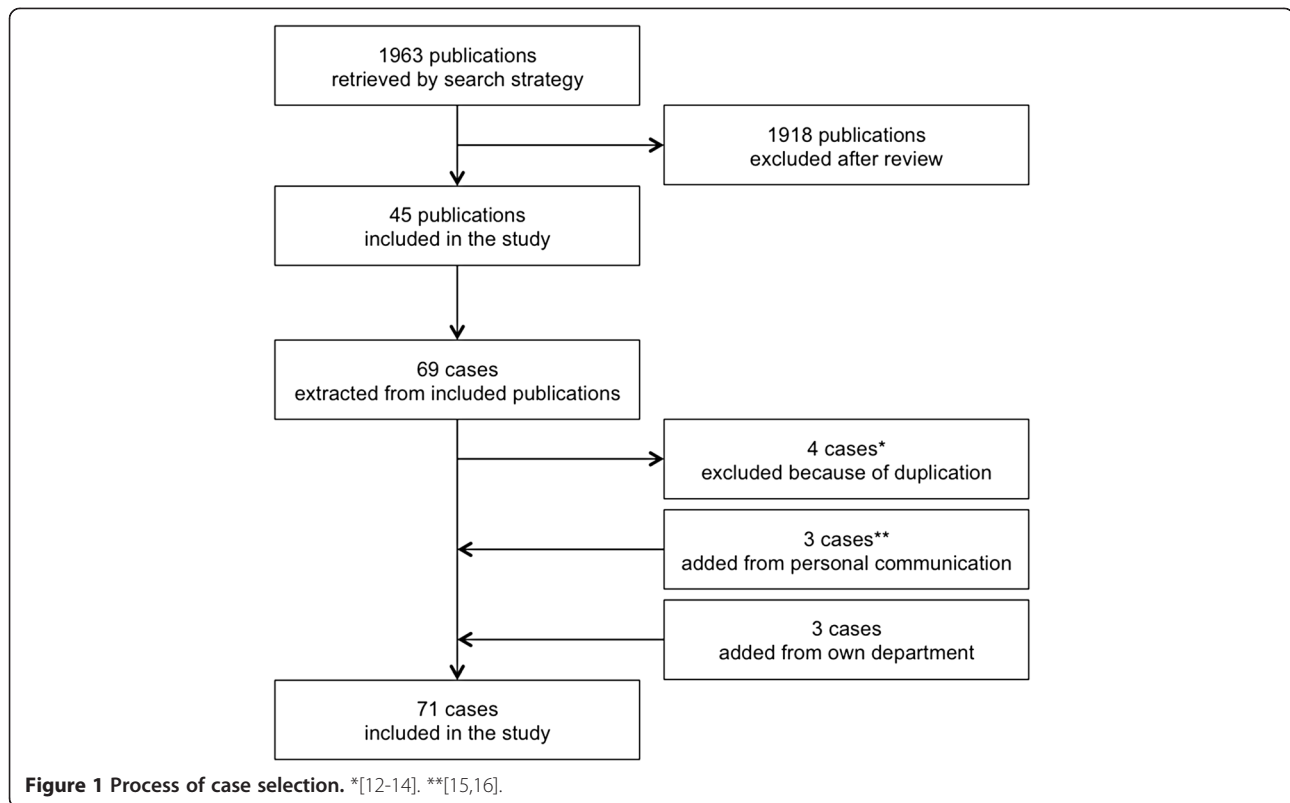 1963 publications
retrieved by search strategy
1918 publications
excluded after review
45 publications
included in the study
69 cases
extracted from included publications
4 cases*
excluded because of duplication
3 cases**
added from personal communication
3 cases
added from own department
71 cases
included in the study
Figure 1 Process of case selection. *[12-14]. **[15,16].